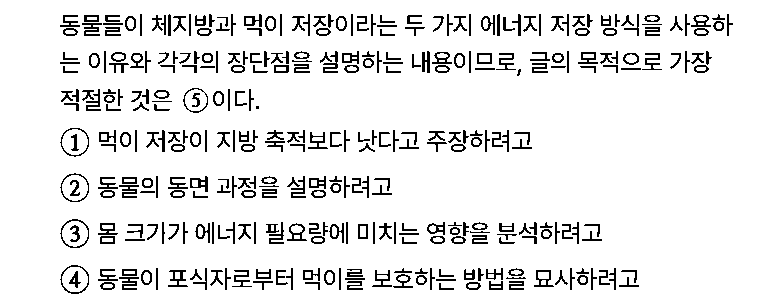 동물들이 체지방과 먹이 저장이라는 두 가지 에너지 저장 방식을 사용하
는 이유와 각각의 장단점을 설명하는 내용이므로, 글의 목적으로 가장
적절한 것은 ⑤이다.
① 먹이 저장이 지방 축적보다 낫다고 주장하려고
② 동물의 동면 과정을 설명하려고
③ 몸 크기가 에너지 필요량에 미치는 영향을 분석하려고
④ 동물이 포식자로부터 먹이를 보호하는 방법을 묘사하려고